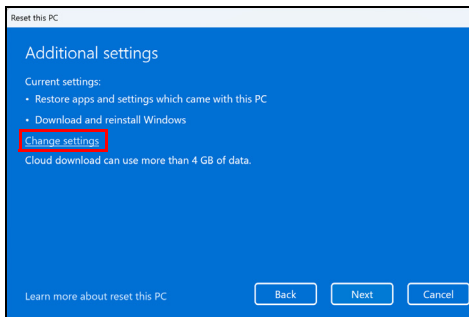 Reset this PC
Additional settings
Current settings:
• Restore apps and settings which came with this PC
• Download and reinstall Windows
Change settings
Cloud download can use more than 4 GB of data.
Learn more about reset this PC
Back
Next
Cancel